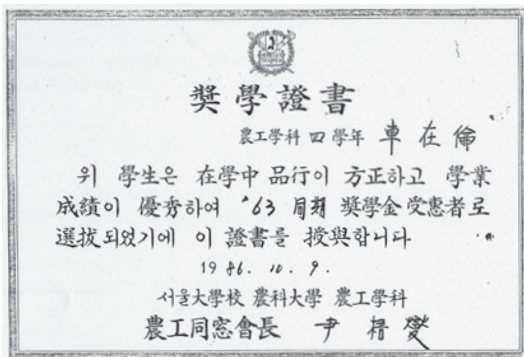 奬學證書
農工學科 四學年 車在倫
위 學生은 在學中 品行이 方正하고 學業
成績이 優秀하여 '63 同期 奬學金 受惠者로
選拔되었기에 이 證書를 授與합니다
1986. 10. 9.
서울大學校 農科大學 農工學科
農工同窓會長 尹